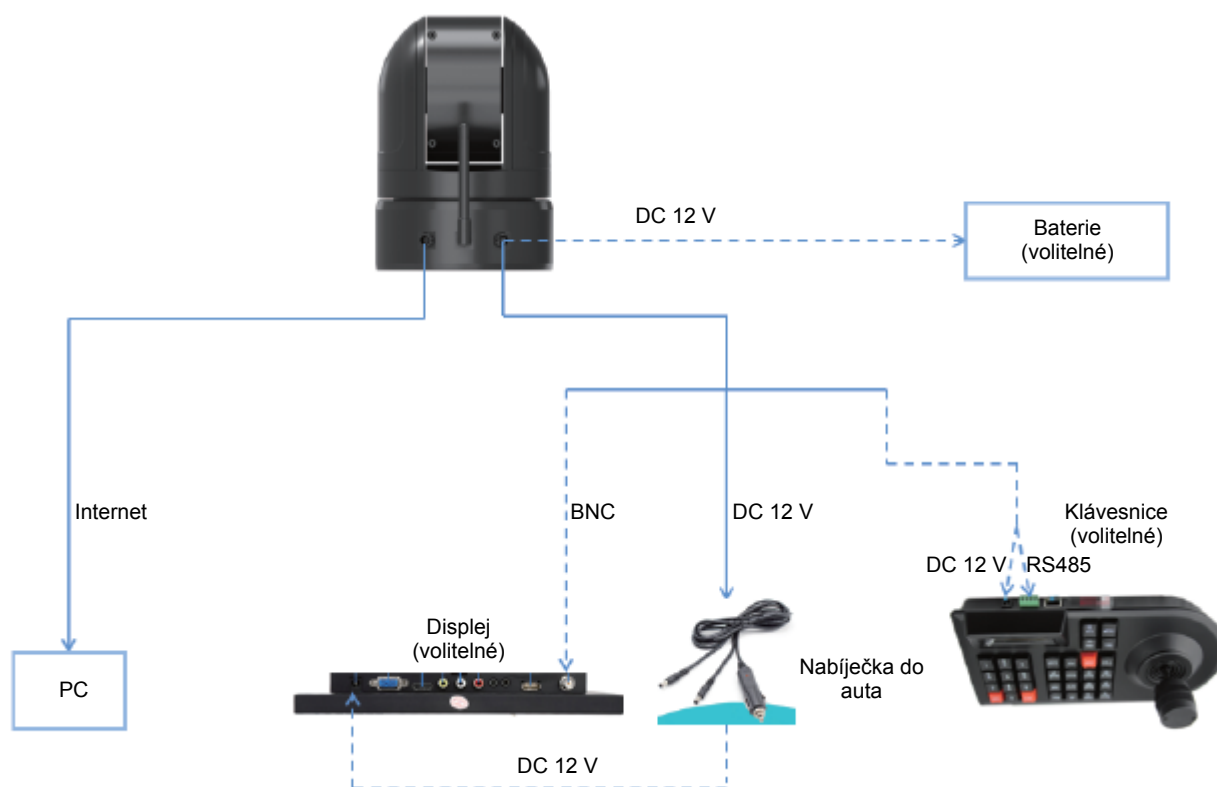 DC 12 V
Baterie
(volitelné)
Internet
BNC
DC 12 V
Klávesnice
(volitelné)
DC 12 V
RS485
Displej
(volitelné)
PC
Nabíječka do
auta
DC 12 V